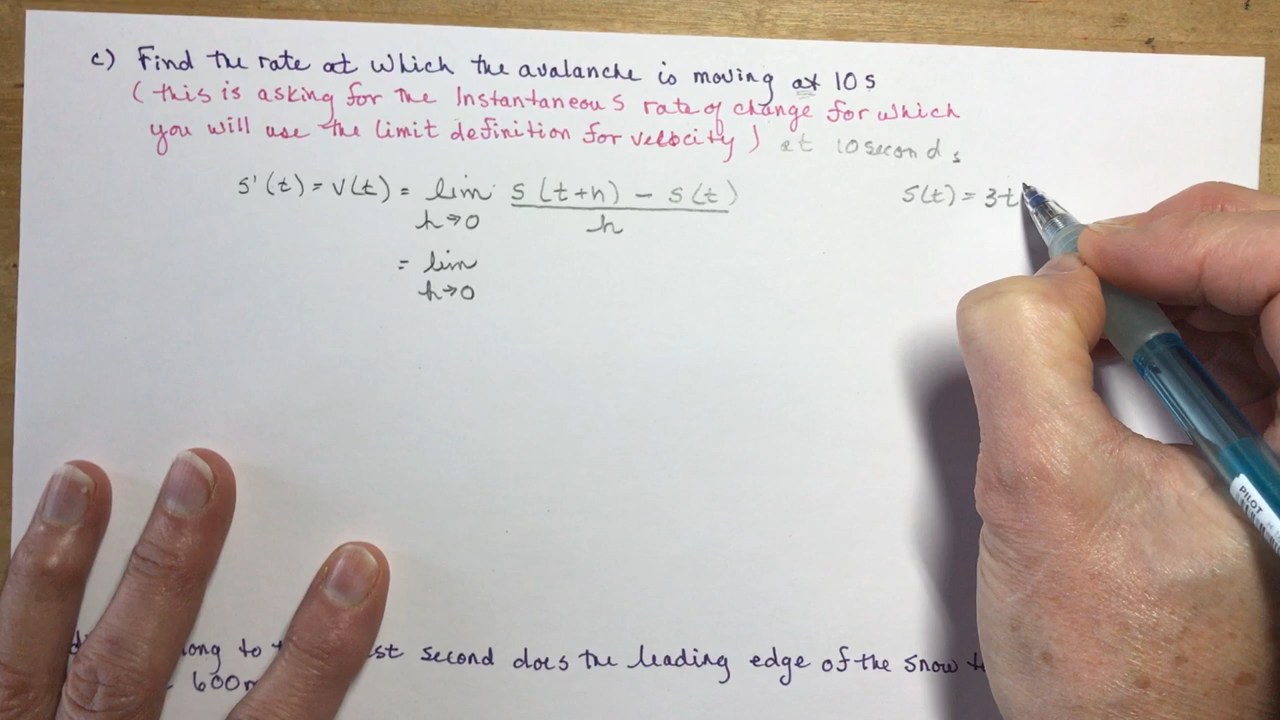 c) Find the rate at which the avalanche is moving at 10 s
(this is asking for the Instantaneous rate of change for which
you will use the limit definition for velocity) at 10 seconds
s'(t) = v(t) = lim h→0 s(t+h) - s(t) / h
s(t) = 3t
= lim h→0
second does the leading edge of the snow
600m
PILOT